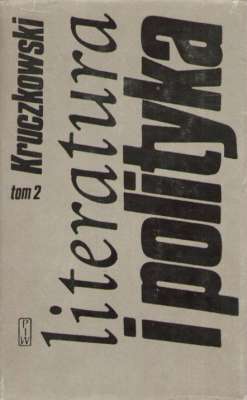 Kruczkowski
tom 2
literatura
i polityka
PIW